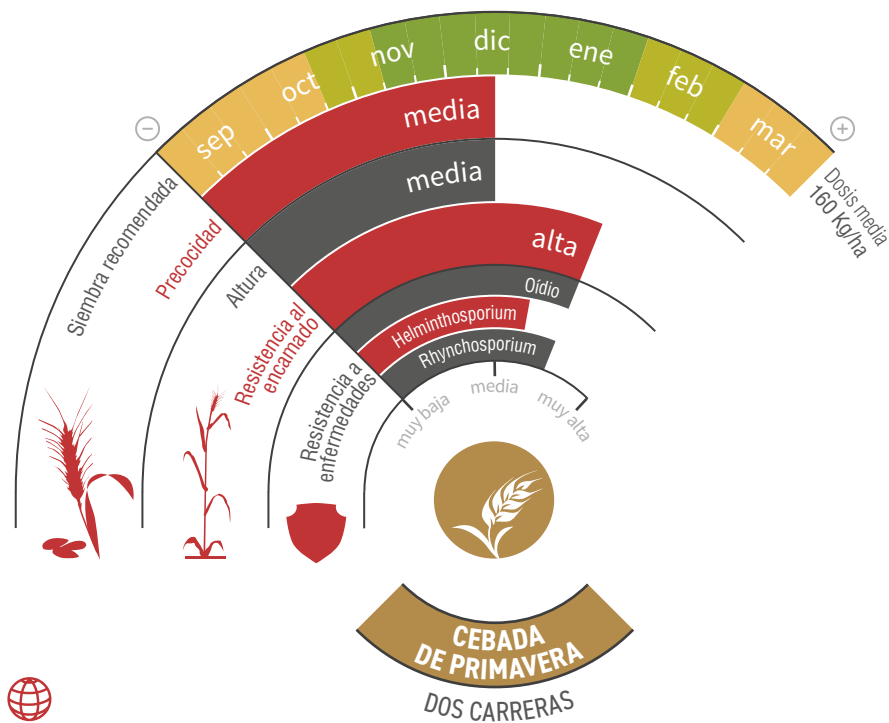 sep
oct
nov
dic
ene
feb
mar
−
+
Siembra recomendada
Dosis media
160 Kg/ha
Precocidad
media
Altura
media
Resistencia al
encamado
alta
Resistencia a
enfermedades
Oídio
Helminthosporium
Rhynchosporium
muy baja
media
muy alta
CEBADA
DE PRIMAVERA
DOS CARRERAS